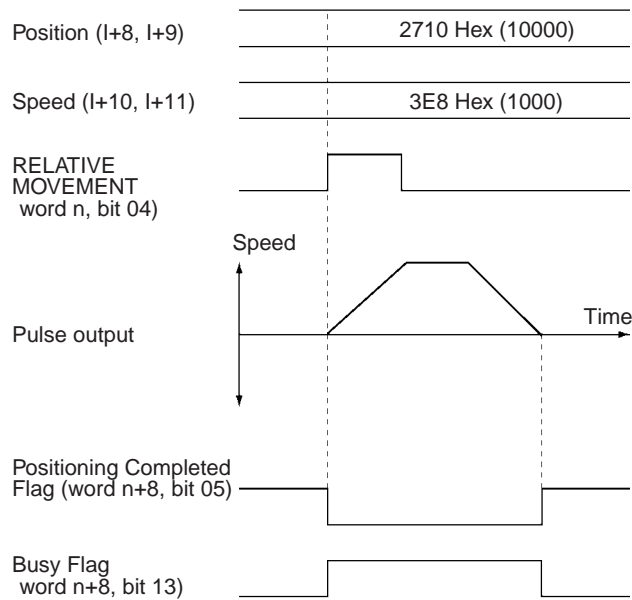 Position (I+8, I+9)
2710 Hex (10000)
Speed (I+10, I+11)
3E8 Hex (1000)
RELATIVE
MOVEMENT
word n, bit 04)
Speed
Time
Pulse output
Positioning Completed
Flag (word n+8, bit 05)
Busy Flag
word n+8, bit 13)